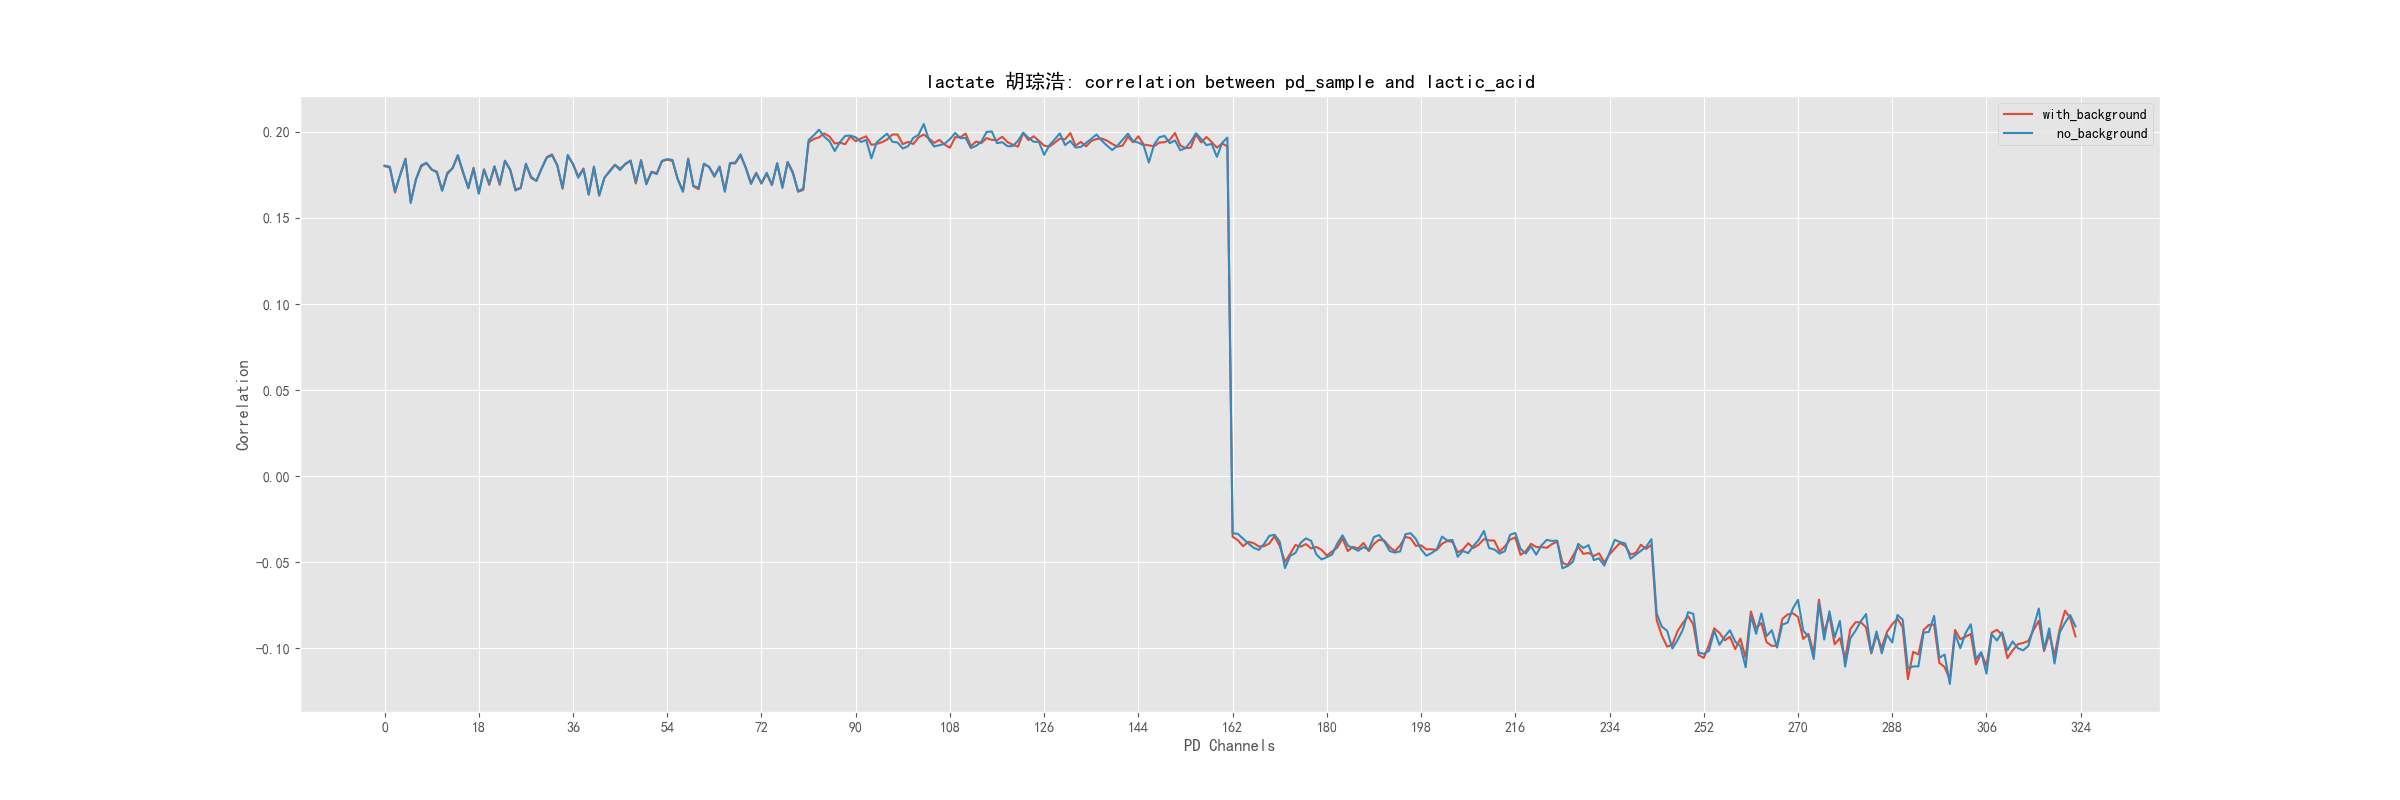 lactate 胡琮浩: correlation between pd_sample and lactic_acid
with_background
no_background
0.20
0.15
0.10
0.05
0.00
-0.05
-0.10
Correlation
0 18 36 54 72 90 108 126 144 162 180 198 216 234 252 270 288 306 324
PD Channels